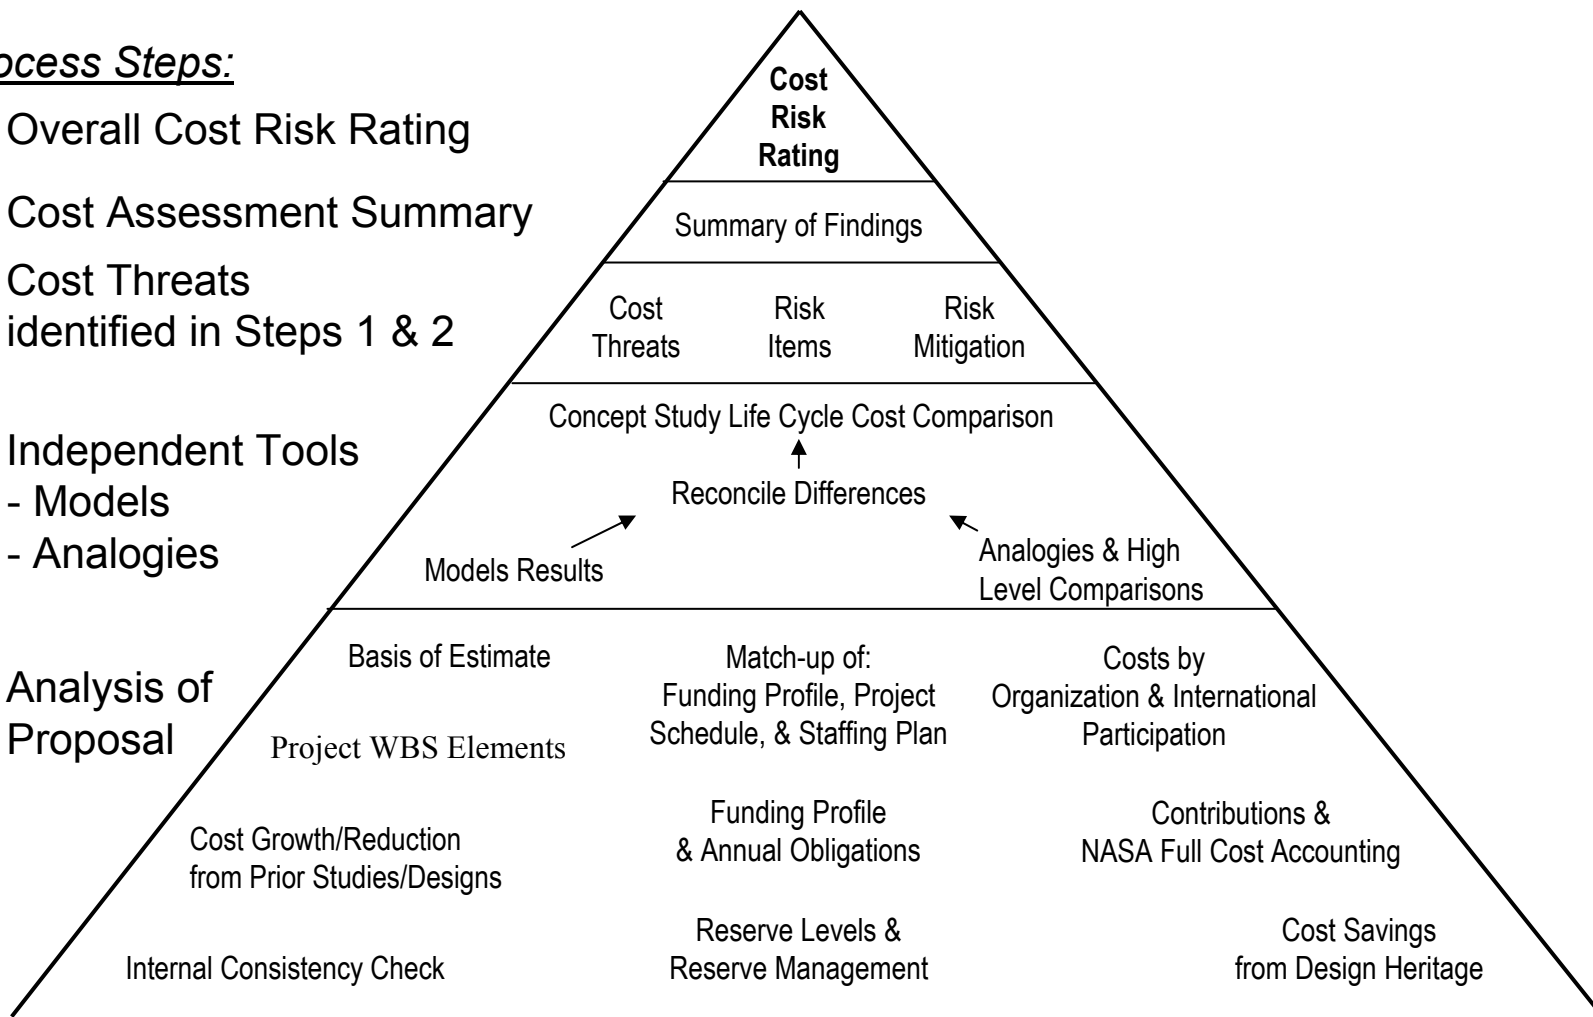 ocess Steps:
Overall Cost Risk Rating
Cost Assessment Summary
Cost Threats
identified in Steps 1 & 2
Independent Tools
- Models
- Analogies
Analysis of
Proposal
Cost
Risk
Rating
Summary of Findings
Cost
Threats
Risk
Items
Risk
Mitigation
Concept Study Life Cycle Cost Comparison
Reconcile Differences
Models Results
Analogies & High
Level Comparisons
Basis of Estimate
Match-up of:
Funding Profile, Project
Schedule, & Staffing Plan
Costs by
Organization & International
Participation
Project WBS Elements
Cost Growth/Reduction
from Prior Studies/Designs
Funding Profile
& Annual Obligations
Contributions &
NASA Full Cost Accounting
Internal Consistency Check
Reserve Levels &
Reserve Management
Cost Savings
from Design Heritage